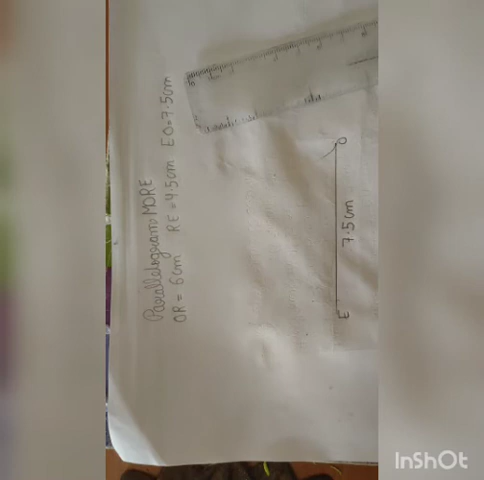 Parallelogram MORE
OR = 6cm RE = 4.5cm EO = 7.5cm
E 7.5cm O
InShOt